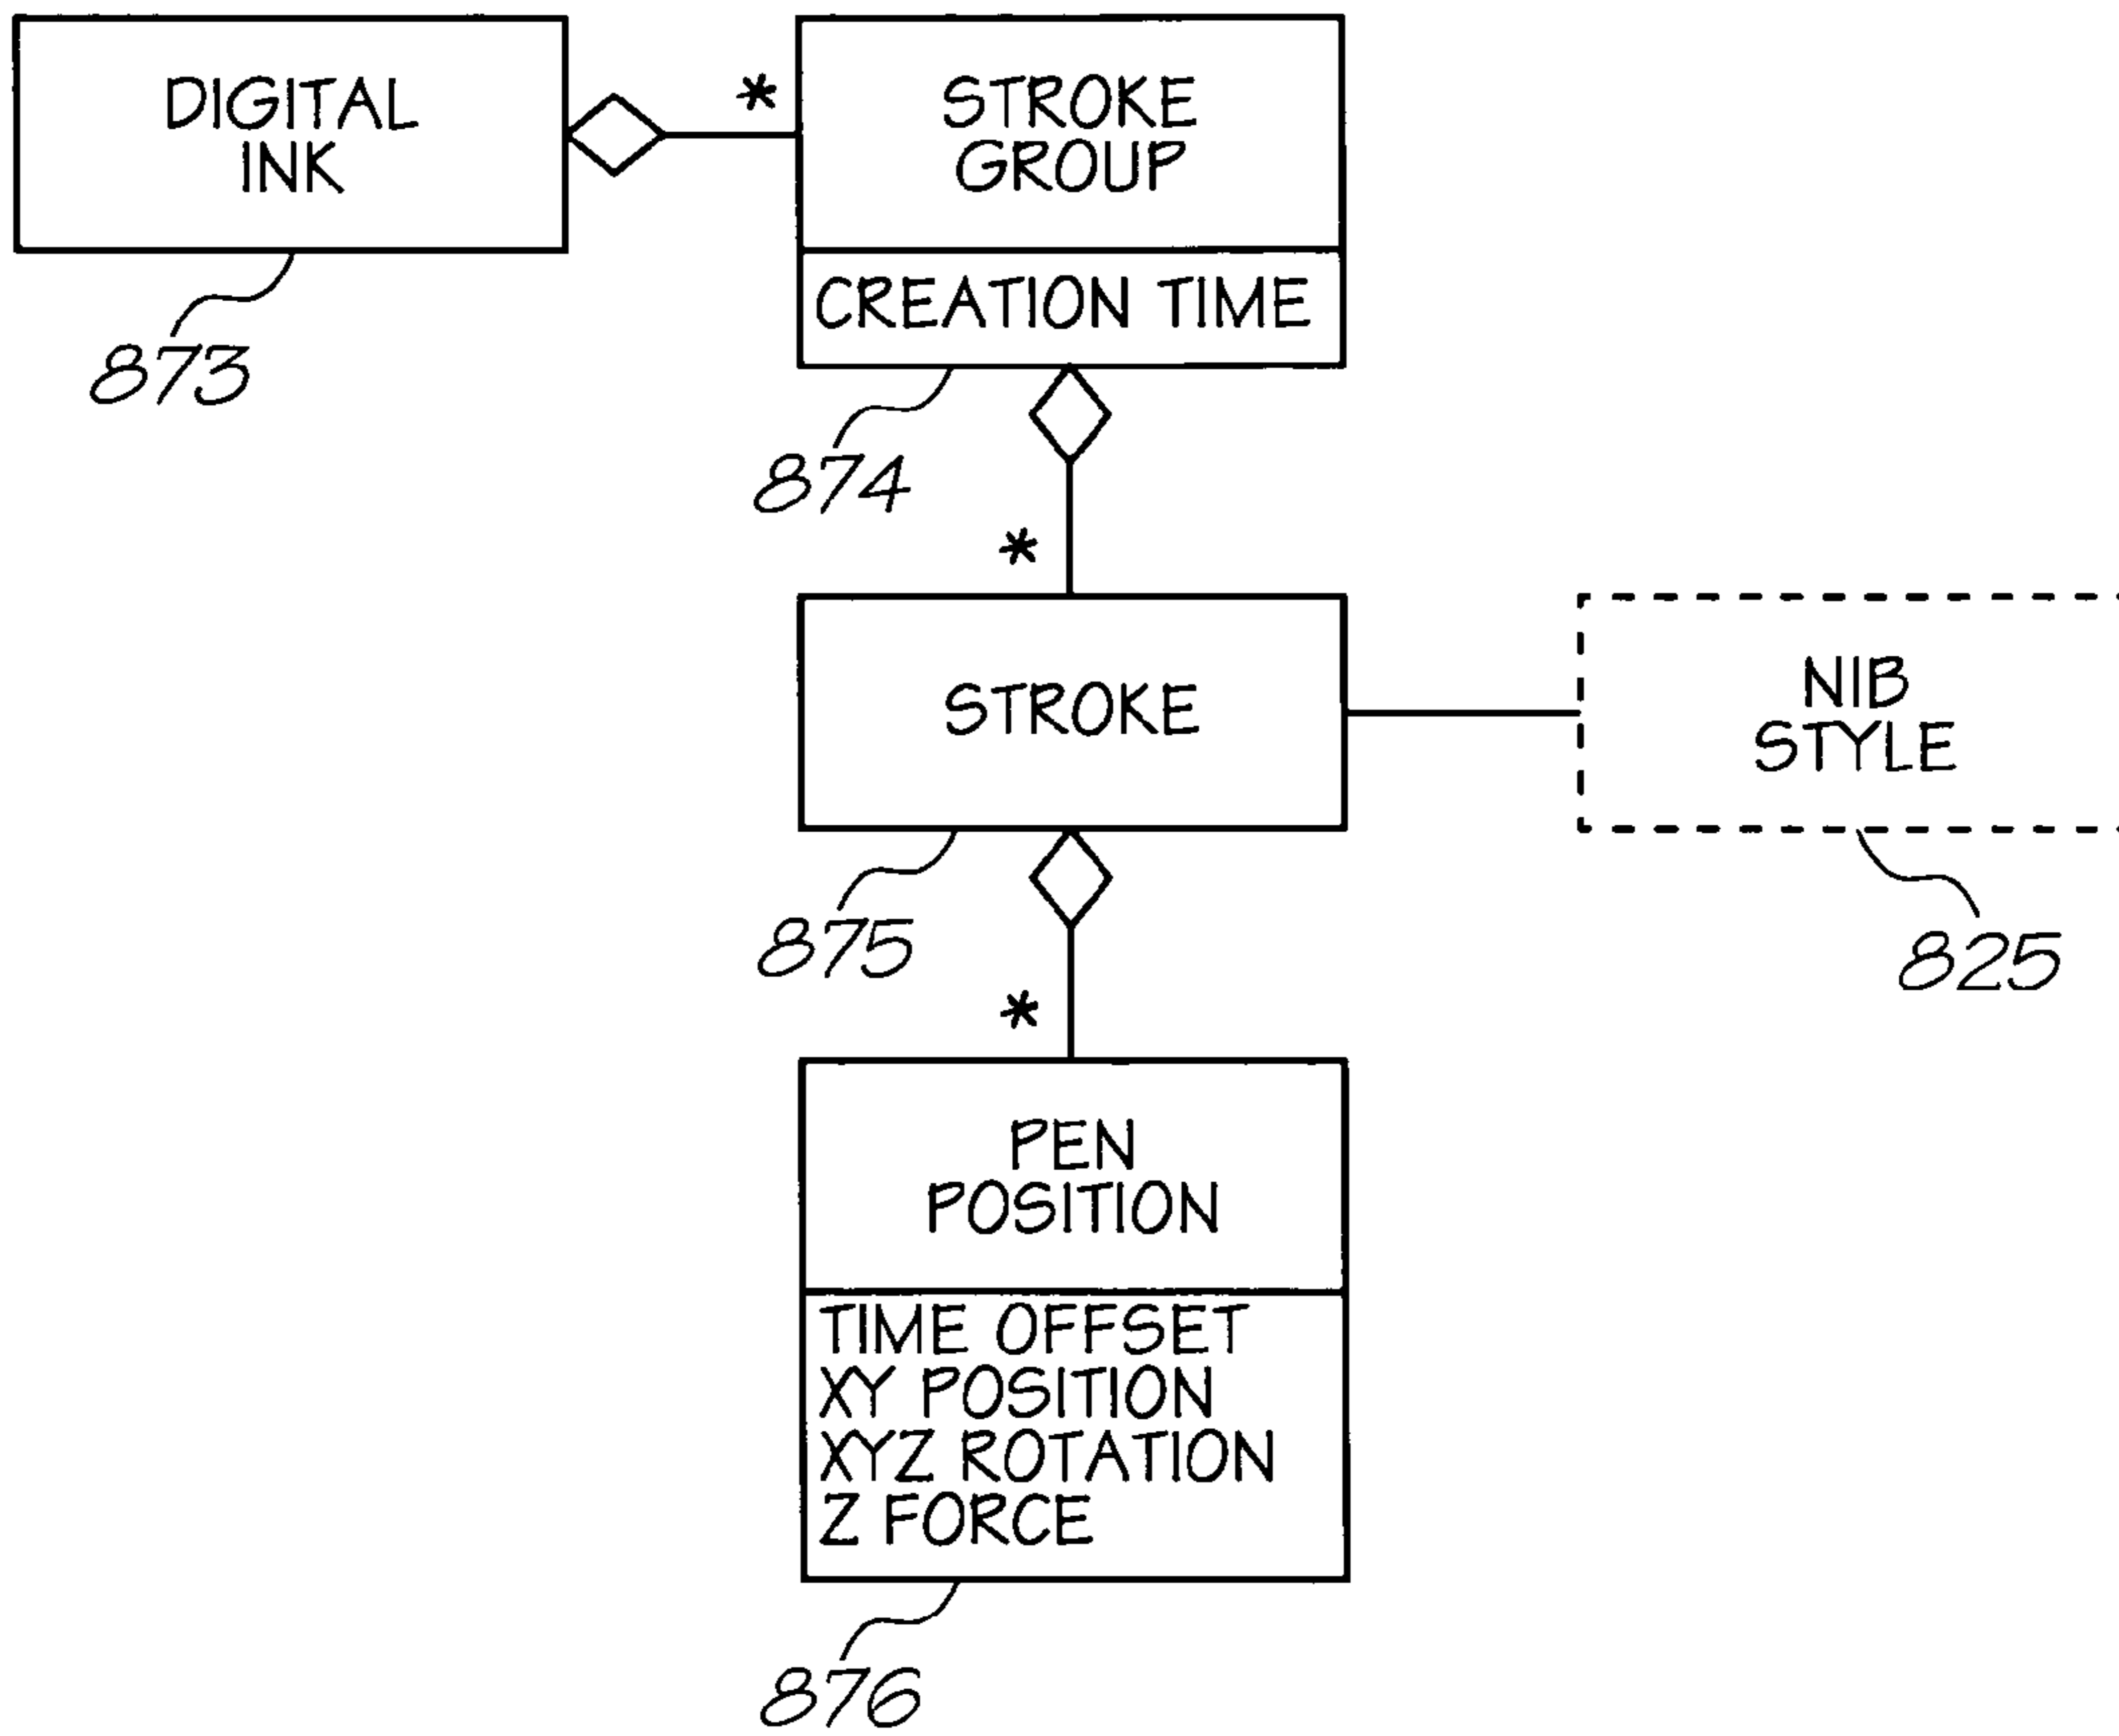 DIGITAL
INK
*
STROKE
GROUP
CREATION TIME
873
874
*
STROKE
NIB
STYLE
875
825
*
PEN
POSITION
TIME OFFSET
XY POSITION
XYZ ROTATION
Z FORCE
876